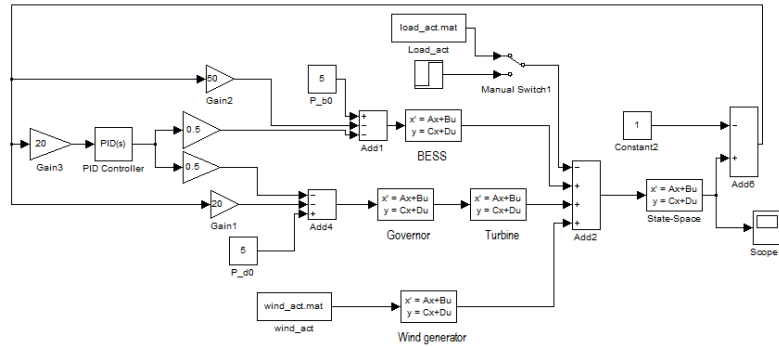 load_act.mat
Load_act
Manual Switch1
50
Gain2
5
P_b0
+
−
−
Add1
x' = Ax+Bu
y = Cx+Du
BESS
20
Gain3
PID(s)
PID Controller
0.5
0.5
20
Gain1
−
−
+
Add4
5
P_d0
x' = Ax+Bu
y = Cx+Du
Governor
x' = Ax+Bu
y = Cx+Du
Turbine
−
+
+
+
Add2
x' = Ax+Bu
y = Cx+Du
State-Space
1
Constant2
−
+
Add6
Scope
wind_act.mat
wind_act
x' = Ax+Bu
y = Cx+Du
Wind generator